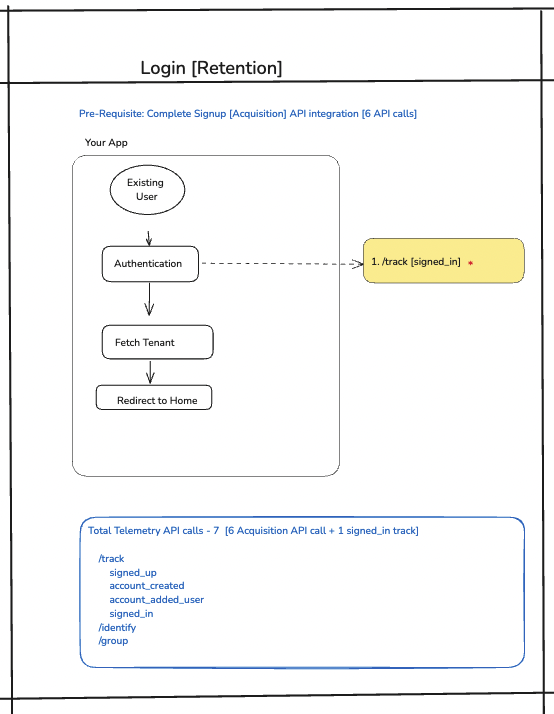 Login [Retention]
Pre-Requisite: Complete Signup [Acquisition] API integration [6 API calls]
Your App
Existing
User
Authentication
1. /track [signed_in] *
Fetch Tenant
Redirect to Home
Total Telemetry API calls - 7 [6 Acquisition API call + 1 signed_in track]
/track
signed_up
account_created
account_added_user
signed_in
/identify
/group